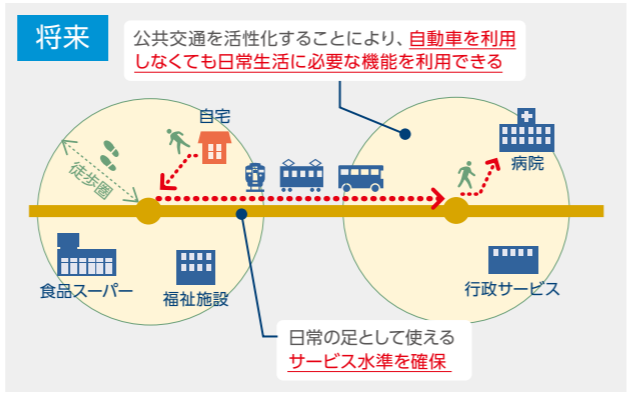 将来
公共交通を活性化することにより、自動車を利用
しなくても日常生活に必要な機能を利用できる
自宅
徒歩圏
病院
食品スーパー
福祉施設
行政サービス
日常の足として使える
サービス水準を確保